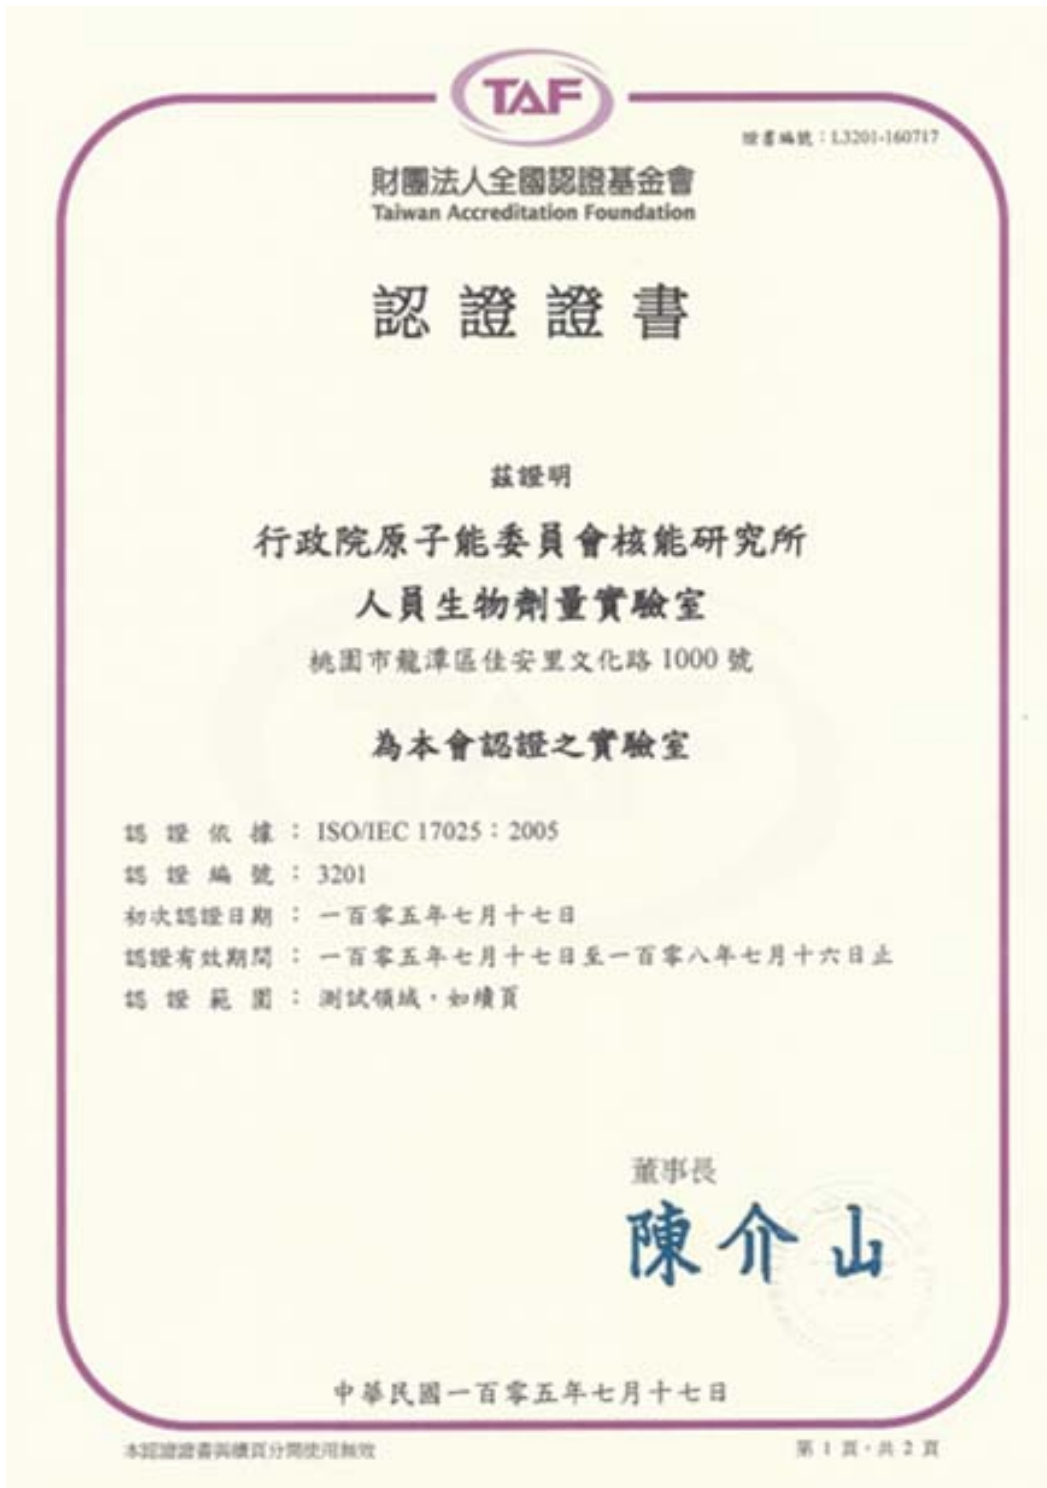 TAF
證書編號：L3201-160717
財團法人全國認證基金會
Taiwan Accreditation Foundation
認證證書
茲證明
行政院原子能委員會核能研究所
人員生物劑量實驗室
桃園市龍潭區佳安里文化路 1000 號
為本會認證之實驗室
認證依據：ISO/IEC 17025：2005
認證編號：3201
初次認證日期：一百零五年七月十七日
認證有效期間：一百零五年七月十七日至一百零八年七月十六日止
認證範圍：測試領域，如續頁
董事長
陳介山
中華民國一百零五年七月十七日
本認證證書與續頁分開使用無效
第 1 頁，共 2 頁